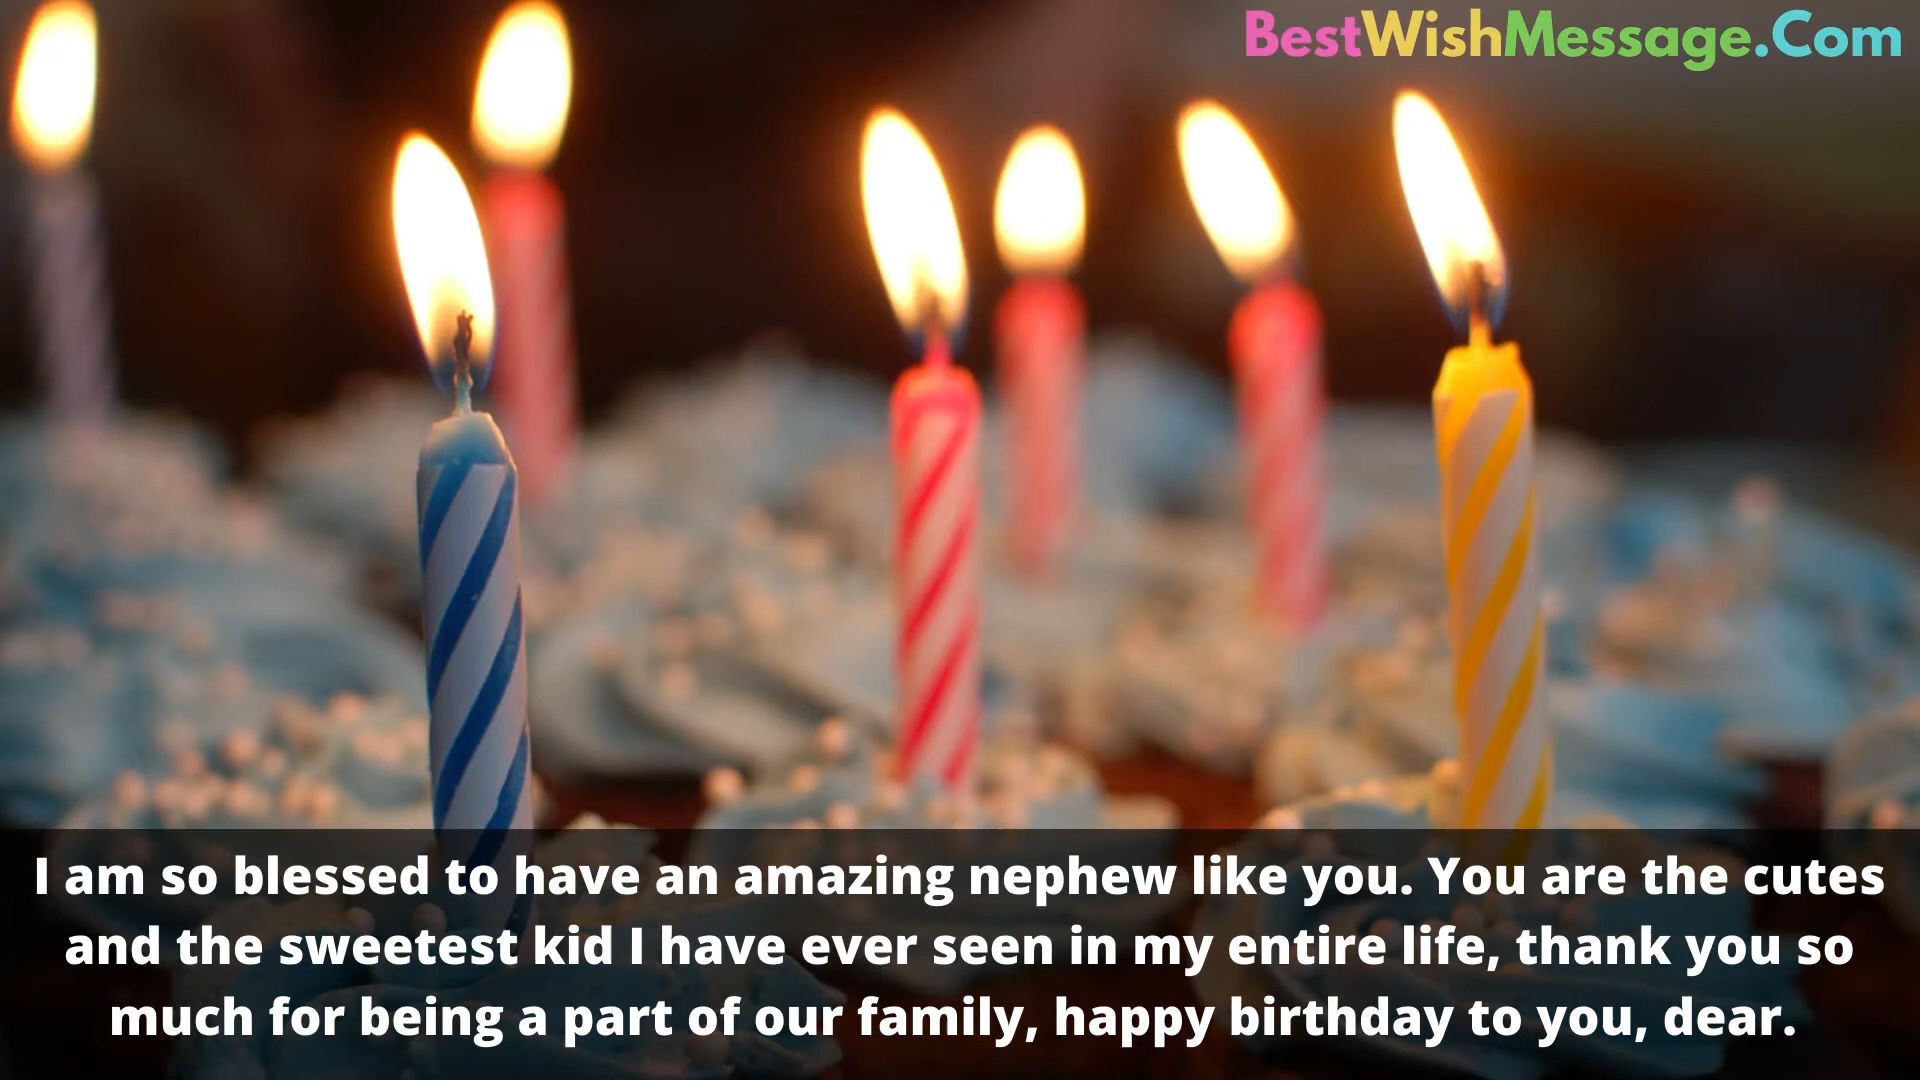 BestWishMessage.Com
I am so blessed to have an amazing nephew like you. You are the cutes
and the sweetest kid I have ever seen in my entire life, thank you so
much for being a part of our family, happy birthday to you, dear.